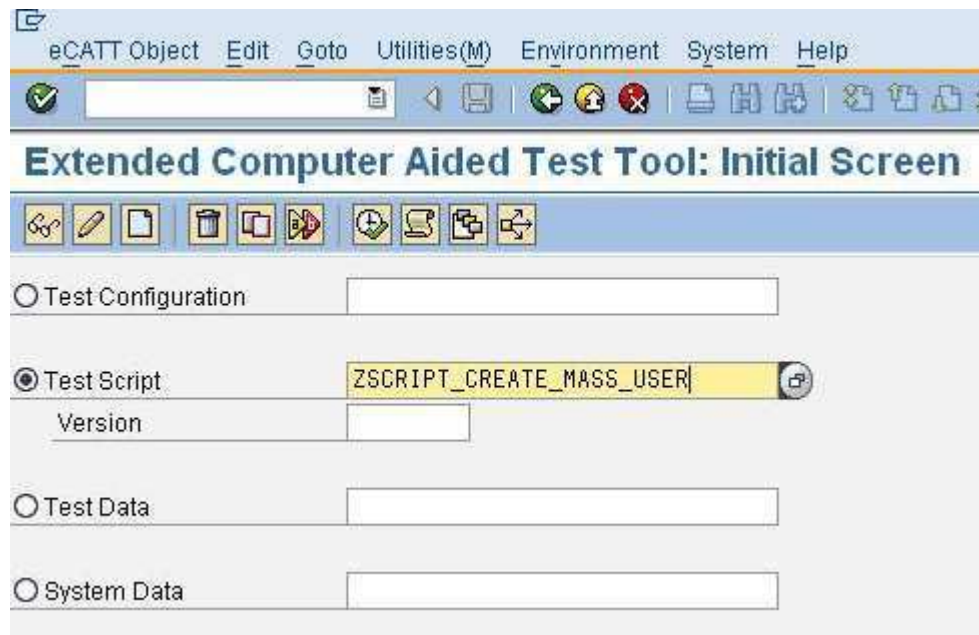 eCATT Object Edit Goto Utilities(M) Environment System Help
Extended Computer Aided Test Tool: Initial Screen
Test Configuration
Test Script ZSCRIPT_CREATE_MASS_USER
Version
Test Data
System Data